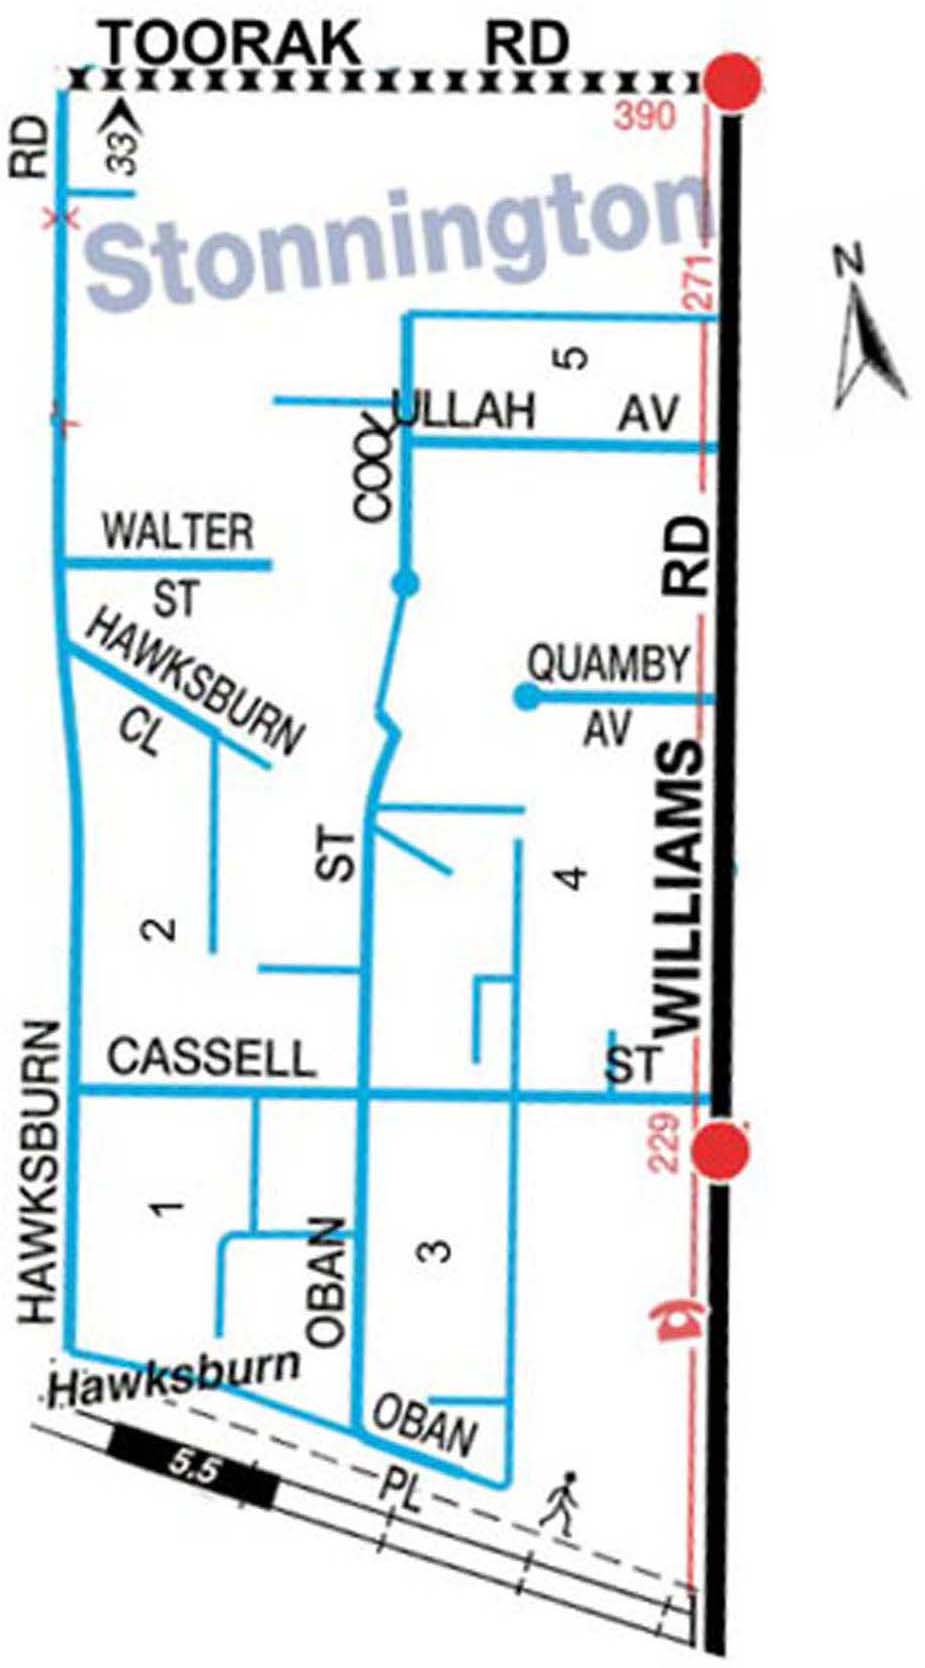 TOORAK RD
390
RD
33
Stonnington
271
N
5
COOLULLAH AV
WALTER
ST
RD
HAWKSBURN
CL
QUAMBY
AV
WILLIAMS
ST
4
2
CASSELL ST
HAWKSBURN
229
1
OBAN
3
Hawksburn
OBAN
PL
5.5